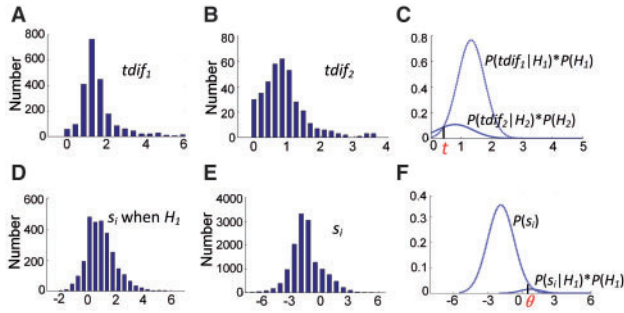 A
B
C
800
600
400
200
0
Number
tdif₁
0 2 4 6
80
60
40
20
0
Number
tdif₂
0 1 2 3 4
0.8
0.6
0.4
0.2
0
P(tdif₁|H₁)*P(H₁)
P(tdif₂|H₂)*P(H₂)
t
1 2 3 4 5
D
E
F
600
400
200
0
Number
sᵢ when H₁
-2 0 2 4 6
4000
3000
2000
1000
0
Number
sᵢ
-6 -3 0 3 6
0.4
0.3
0.2
0.1
0
P(sᵢ)
P(sᵢ|H₁)*P(H₁)
θ
-6 -3 0 3 6